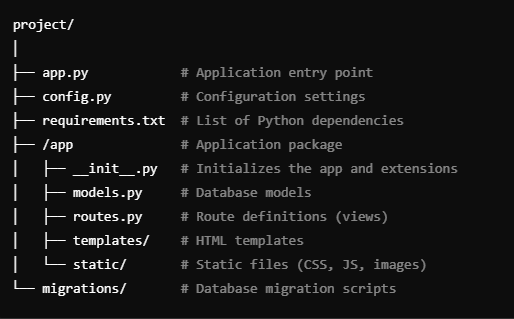 project/
│
├── app.py               # Application entry point
├── config.py            # Configuration settings
├── requirements.txt     # List of Python dependencies
├── /app                 # Application package
│   ├── __init__.py      # Initializes the app and extensions
│   ├── models.py        # Database models
│   ├── routes.py        # Route definitions (views)
│   ├── templates/       # HTML templates
│   └── static/          # Static files (CSS, JS, images)
└── migrations/          # Database migration scripts